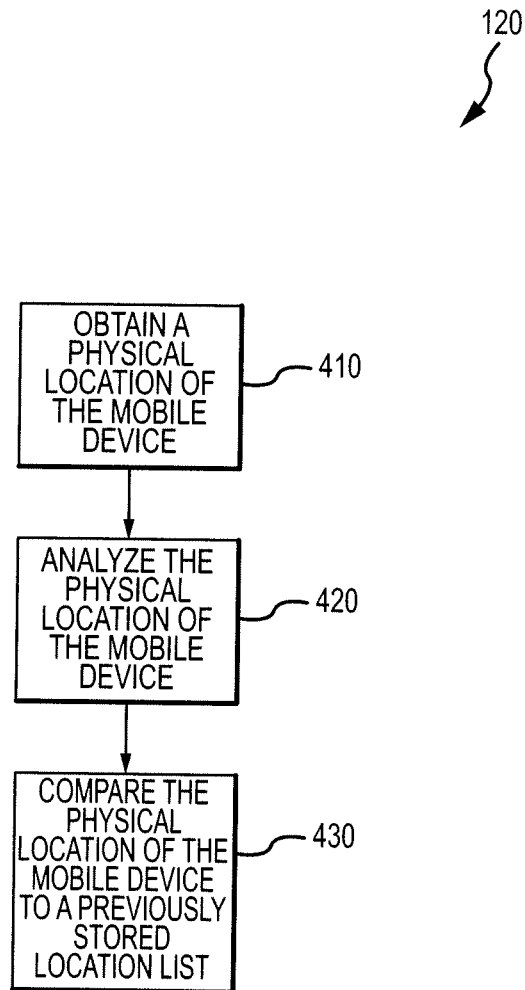 120
OBTAIN A
PHYSICAL
LOCATION OF
THE MOBILE
DEVICE
410
ANALYZE THE
PHYSICAL
LOCATION OF
THE MOBILE
DEVICE
420
COMPARE THE
PHYSICAL
LOCATION OF THE
MOBILE DEVICE
TO A PREVIOUSLY
STORED
LOCATION LIST
430